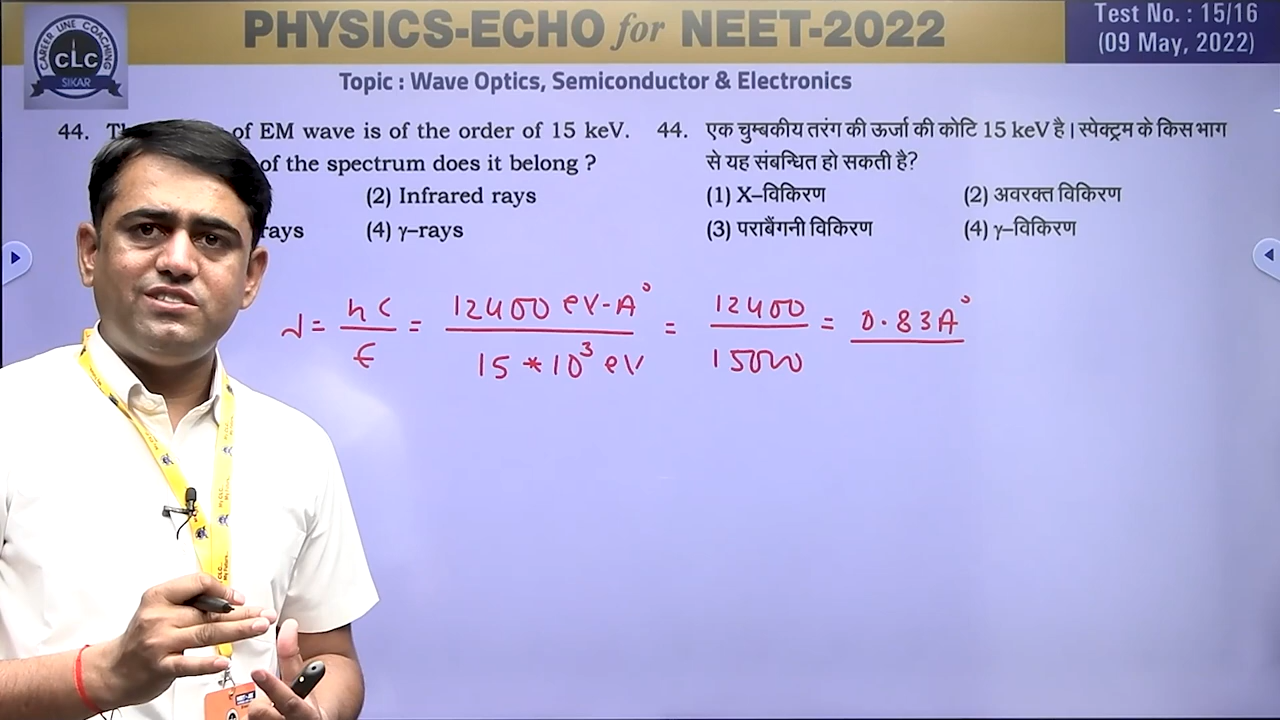 CAREER LINE COACHING
CLC
SIKAR
PHYSICS-ECHO for NEET-2022
Test No. : 15/16
(09 May, 2022)
Topic : Wave Optics, Semiconductor & Electronics
44. of EM wave is of the order of 15 keV.
of the spectrum does it belong ?
(2) Infrared rays
rays (4) γ–rays
44. एक चुम्बकीय तरंग की ऊर्जा की कोटि 15 keV है। स्पेक्ट्रम के किस भाग
से यह संबन्धित हो सकती है?
(1) X–विकिरण (2) अवरक्त विकिरण
(3) पराबैंगनी विकिरण (4) γ–विकिरण
λ = hc/E = 12400 eV-A°/15*10³ eV = 12400/15000 = 0.83A°